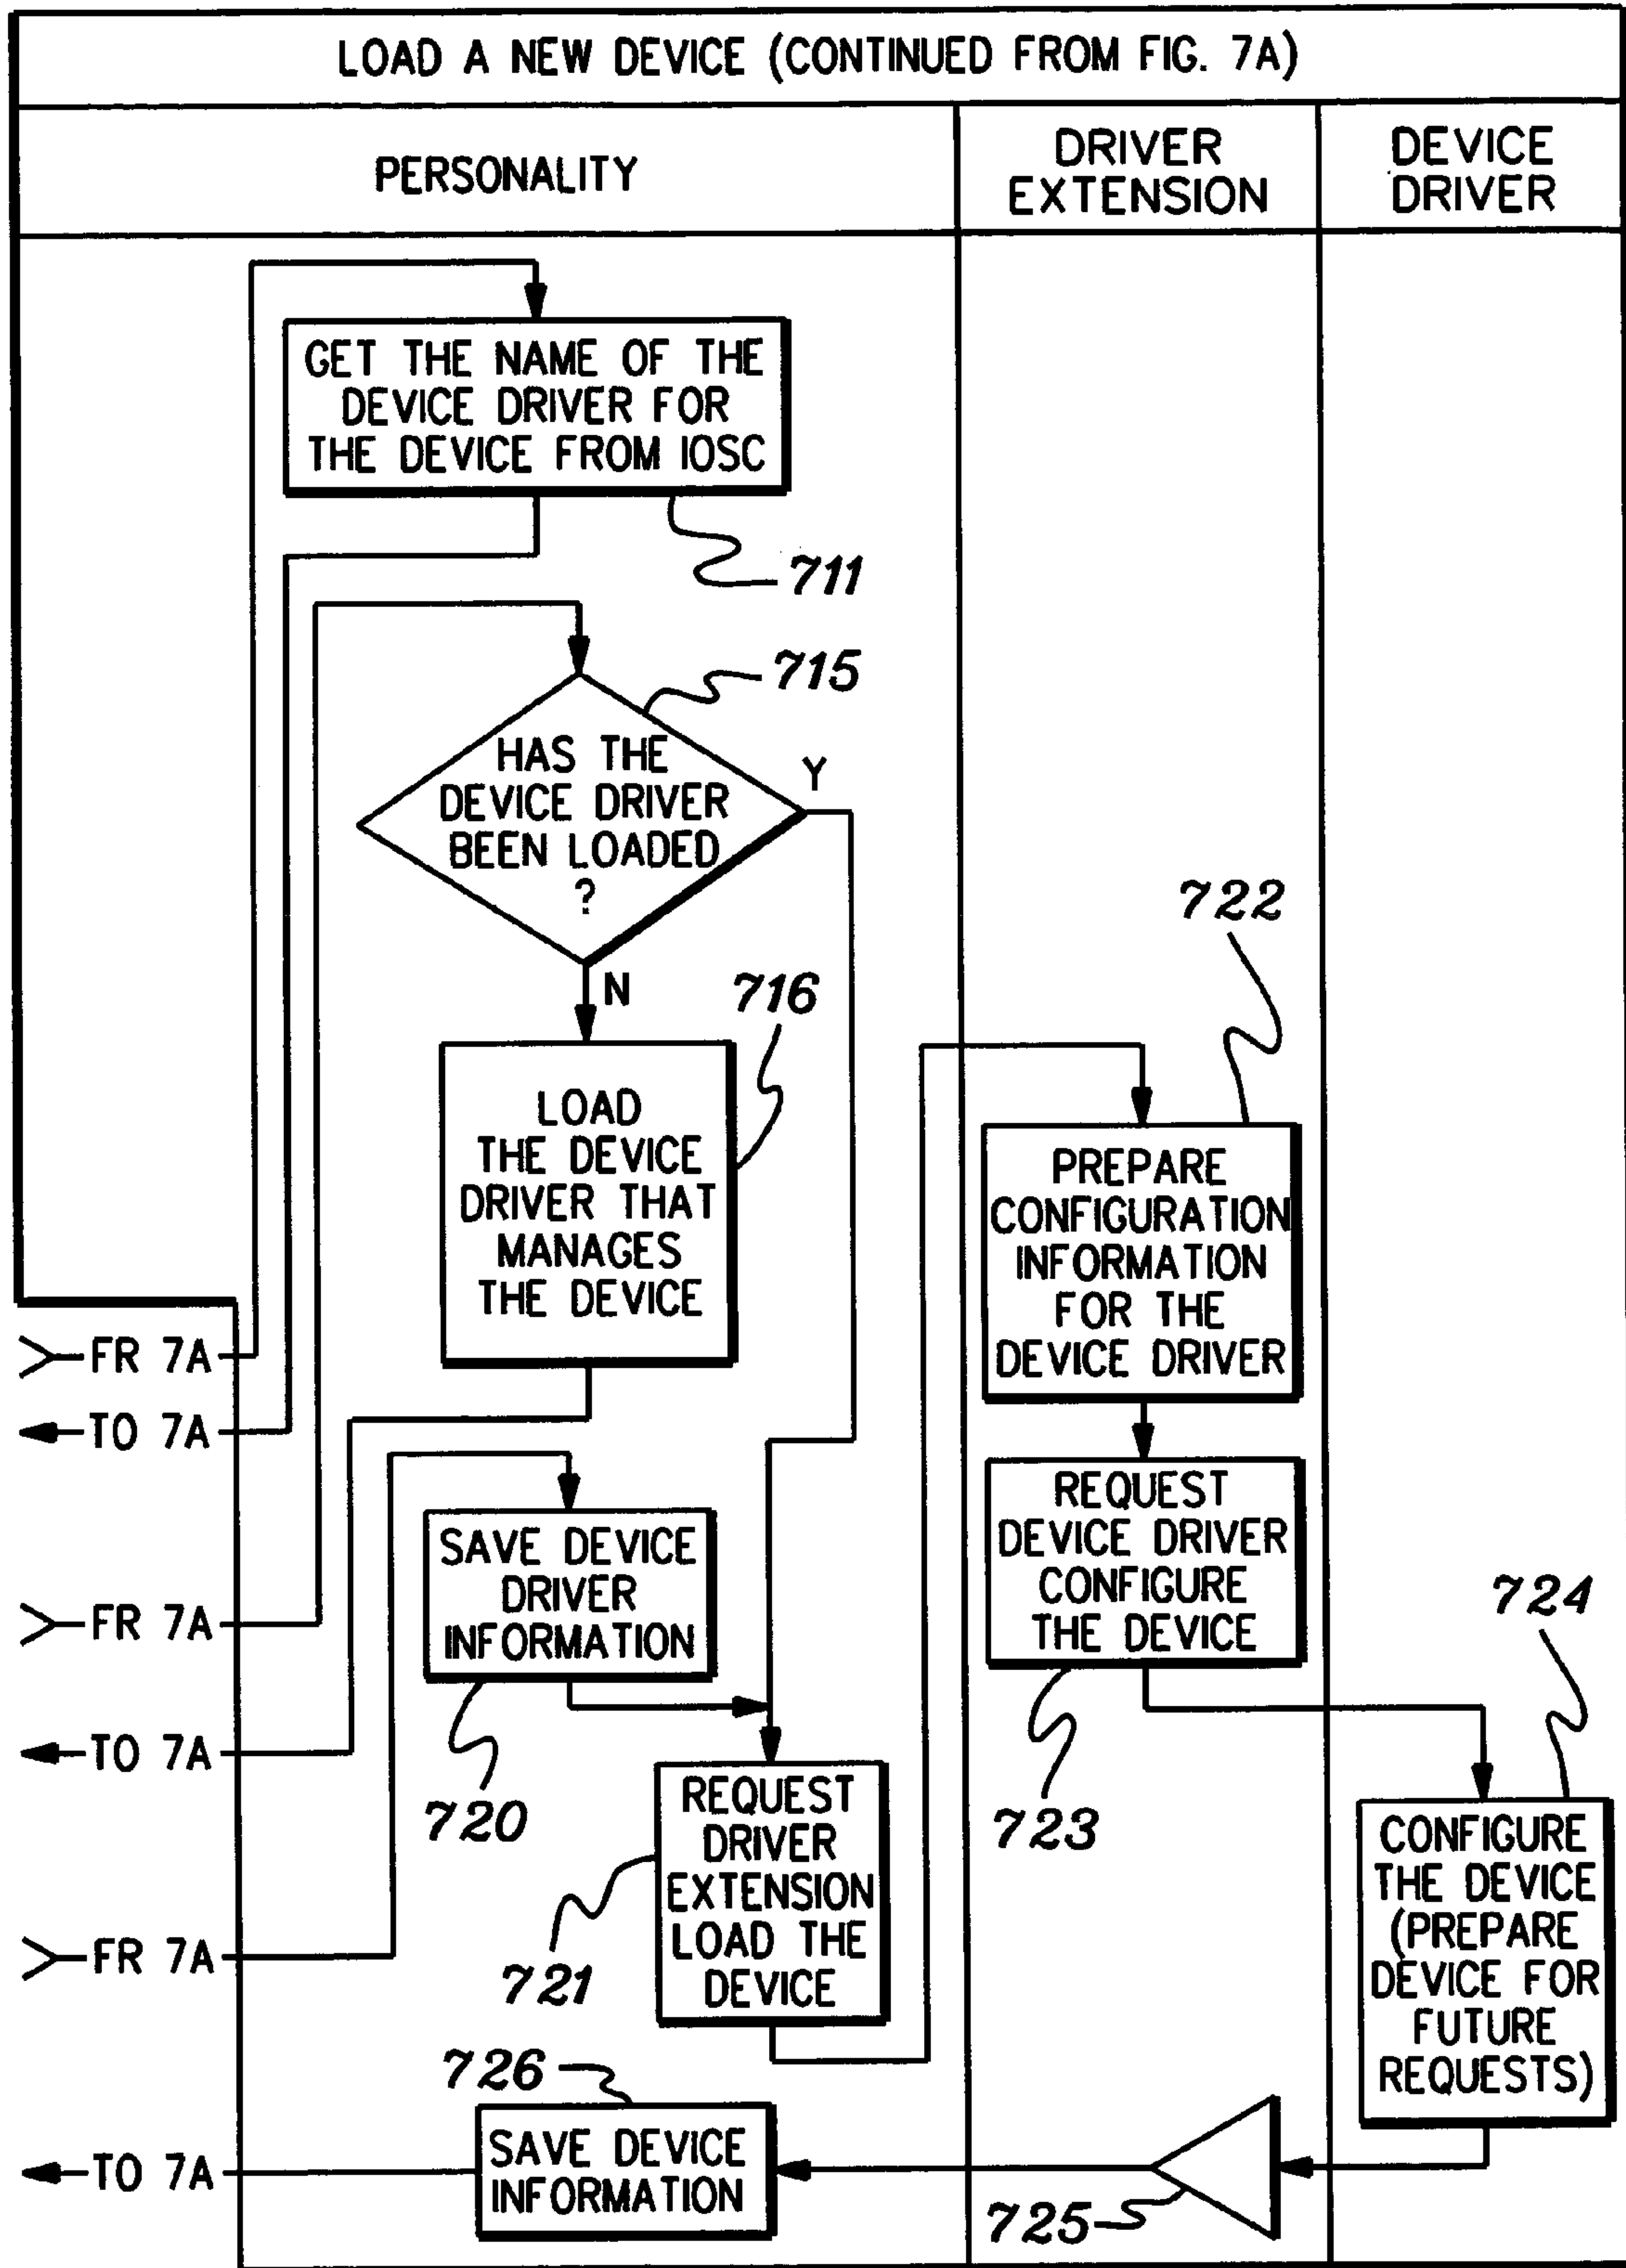 LOAD A NEW DEVICE (CONTINUED FROM FIG. 7A)
PERSONALITY
DRIVER
EXTENSION
DEVICE
DRIVER
GET THE NAME OF THE
DEVICE DRIVER FOR
THE DEVICE FROM IOSC
711
715
HAS THE
DEVICE DRIVER
BEEN LOADED
?
Y
N
716
LOAD
THE DEVICE
DRIVER THAT
MANAGES
THE DEVICE
722
PREPARE
CONFIGURATION
INFORMATION
FOR THE
DEVICE DRIVER
FR 7A
TO 7A
REQUEST
DEVICE DRIVER
CONFIGURE
THE DEVICE
723
SAVE DEVICE
DRIVER
INFORMATION
720
FR 7A
TO 7A
724
REQUEST
DRIVER
EXTENSION
LOAD THE
DEVICE
721
CONFIGURE
THE DEVICE
(PREPARE
DEVICE FOR
FUTURE
REQUESTS)
FR 7A
726
SAVE DEVICE
INFORMATION
725
TO 7A